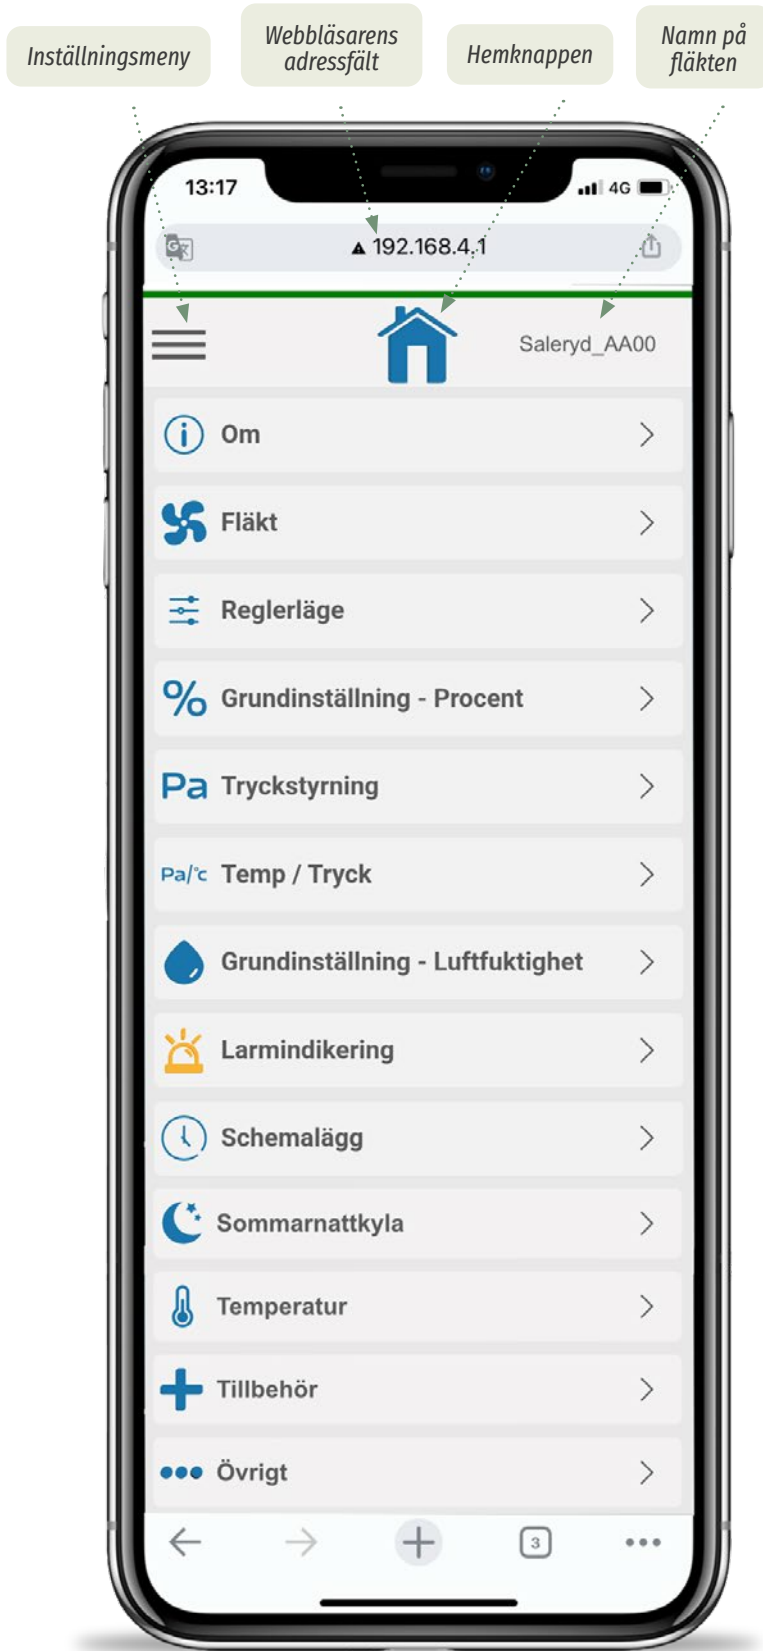 Inställningsmeny
Webbläsarens
adressfält
Hemknappen
Namn på
fläkten
13:17
4G
192.168.4.1
Saleryd_AA00
Om
Fläkt
Reglerläge
% Grundinställning - Procent
Pa Tryckstyrning
Pa/°c Temp / Tryck
Grundinställning - Luftfuktighet
Larmindikering
Schemalägg
Sommarnattkyla
Temperatur
Tillbehör
Övrigt
3